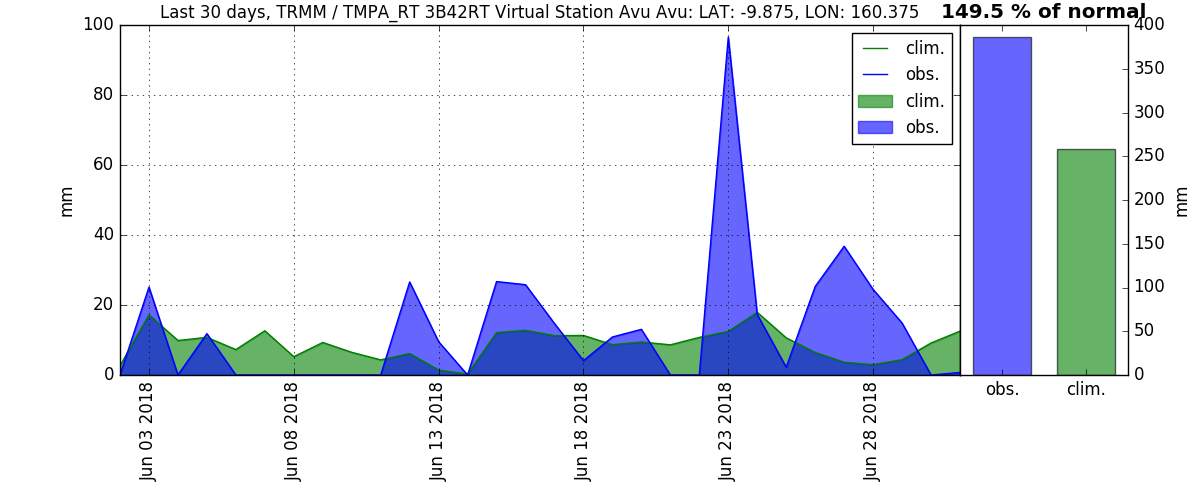 Last 30 days, TRMM / TMPA_RT 3B42RT Virtual Station Avu Avu: LAT: -9.875, LON: 160.375
149.5 % of normal
clim.
obs.
clim.
obs.
100
80
60
40
20
0
mm
Jun 03 2018
Jun 08 2018
Jun 13 2018
Jun 18 2018
Jun 23 2018
Jun 28 2018
400
350
300
250
200
150
100
50
0
mm
obs.
clim.